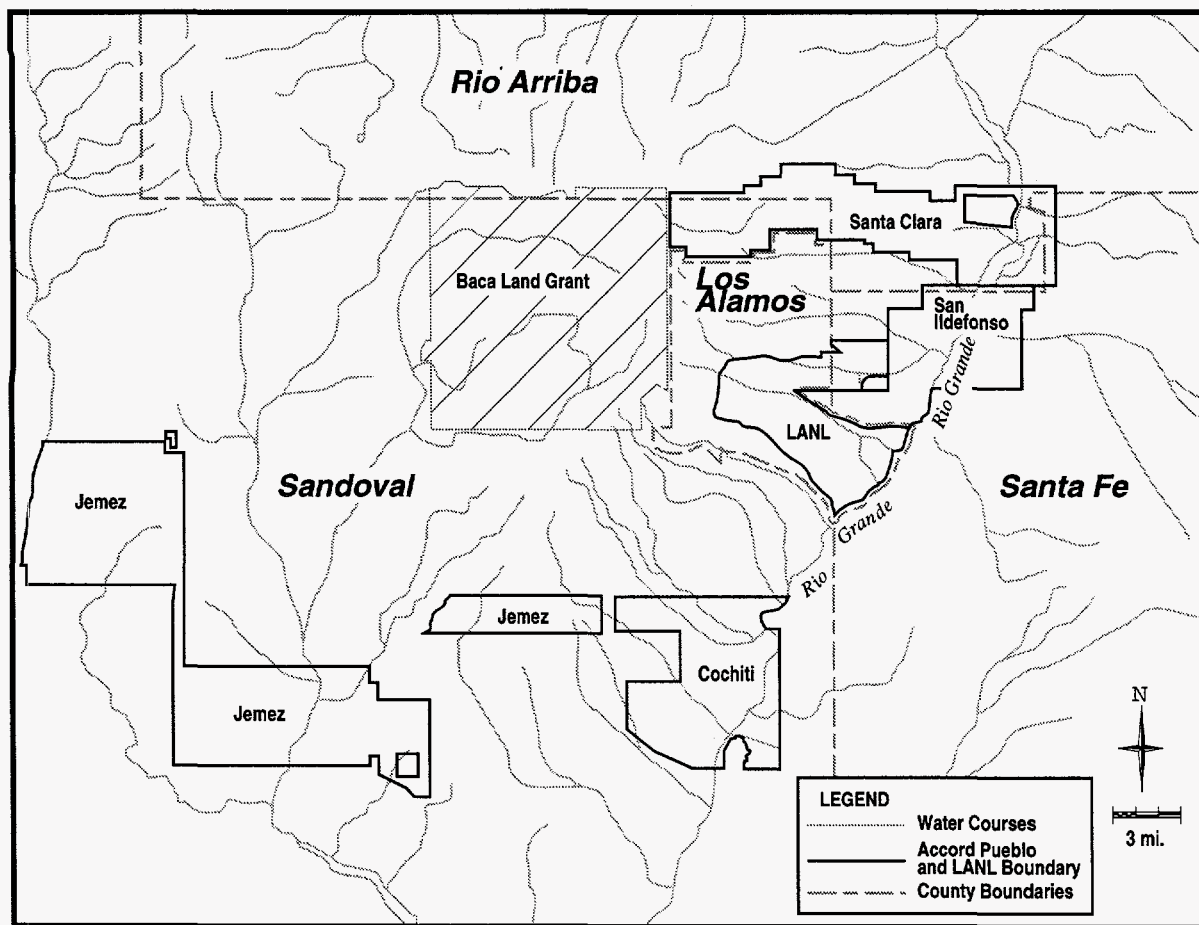 Rio Arriba
Santa Clara
Baca Land Grant
Los
Alamos
San
Ildefonso
Rio Grande
LANL
Sandoval
Santa Fe
Jemez
Grande
Rio
Jemez
Cochiti
Jemez
N
3 mi.
LEGEND
Water Courses
Accord Pueblo
and LANL Boundary
County Boundaries